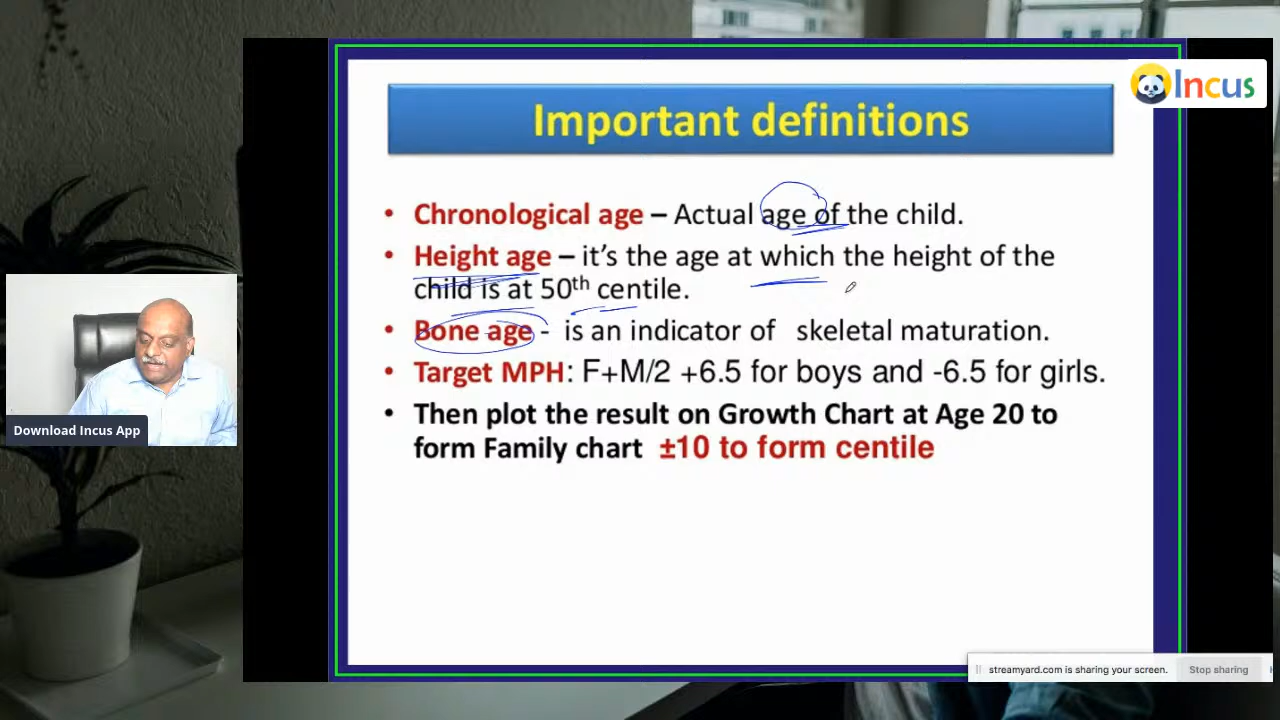 Incus
Important definitions
• Chronological age – Actual age of the child.
• Height age – it’s the age at which the height of the
child is at 50th centile.
• Bone age - is an indicator of skeletal maturation.
• Target MPH: F+M/2 +6.5 for boys and -6.5 for girls.
• Then plot the result on Growth Chart at Age 20 to
form Family chart ±10 to form centile
Download Incus App
streamyard.com is sharing your screen. Stop sharing